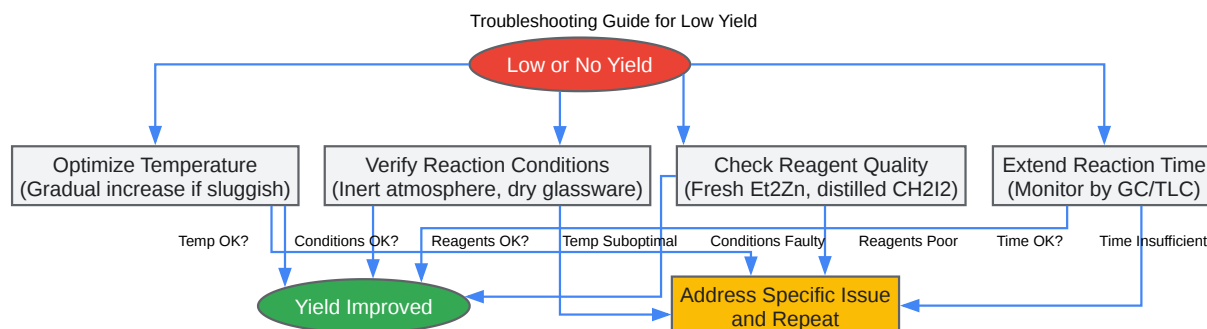 Troubleshooting Guide for Low Yield
Low or No Yield
Optimize Temperature
(Gradual increase if sluggish)
Verify Reaction Conditions
(Inert atmosphere, dry glassware)
Check Reagent Quality
(Fresh Et2Zn, distilled CH2I2)
Extend Reaction Time
(Monitor by GC/TLC)
Temp OK?
Conditions OK?
Reagents OK?
Temp Suboptimal
Conditions Faulty
Reagents Poor
Time OK?
Time Insufficient
Yield Improved
Address Specific Issue
and Repeat